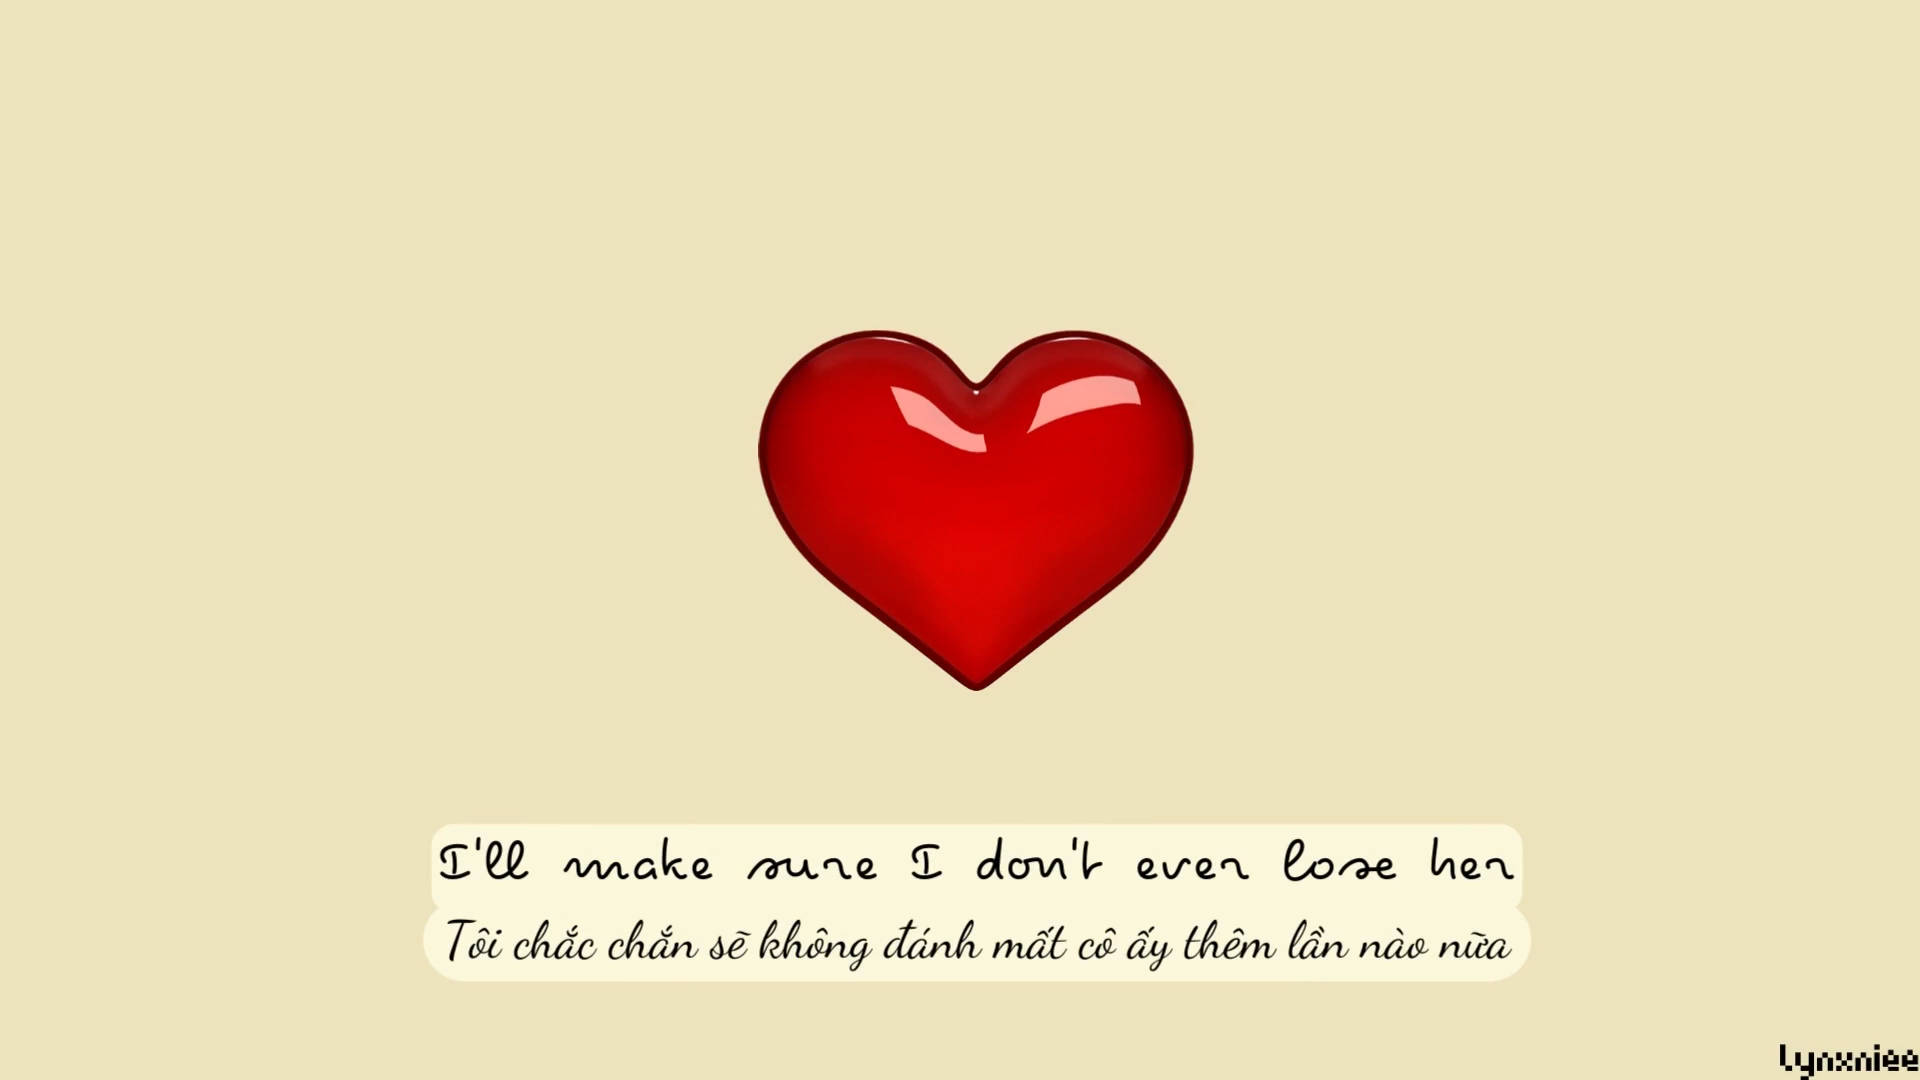 I'll make sure I don't ever lose her
Tôi chắc chắn sẽ không đánh mất cô ấy thêm lần nào nữa
lynxniee